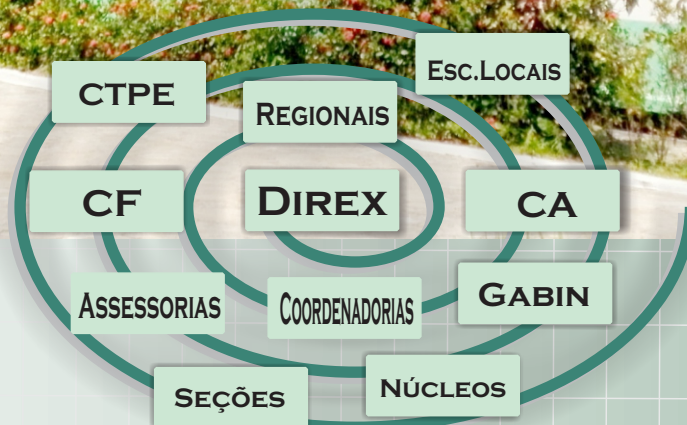 Esc.Locais
CTPE
Regionais
CF
Direx
CA
Assessorias
Coordenadorias
Gabin
Seções
Núcleos